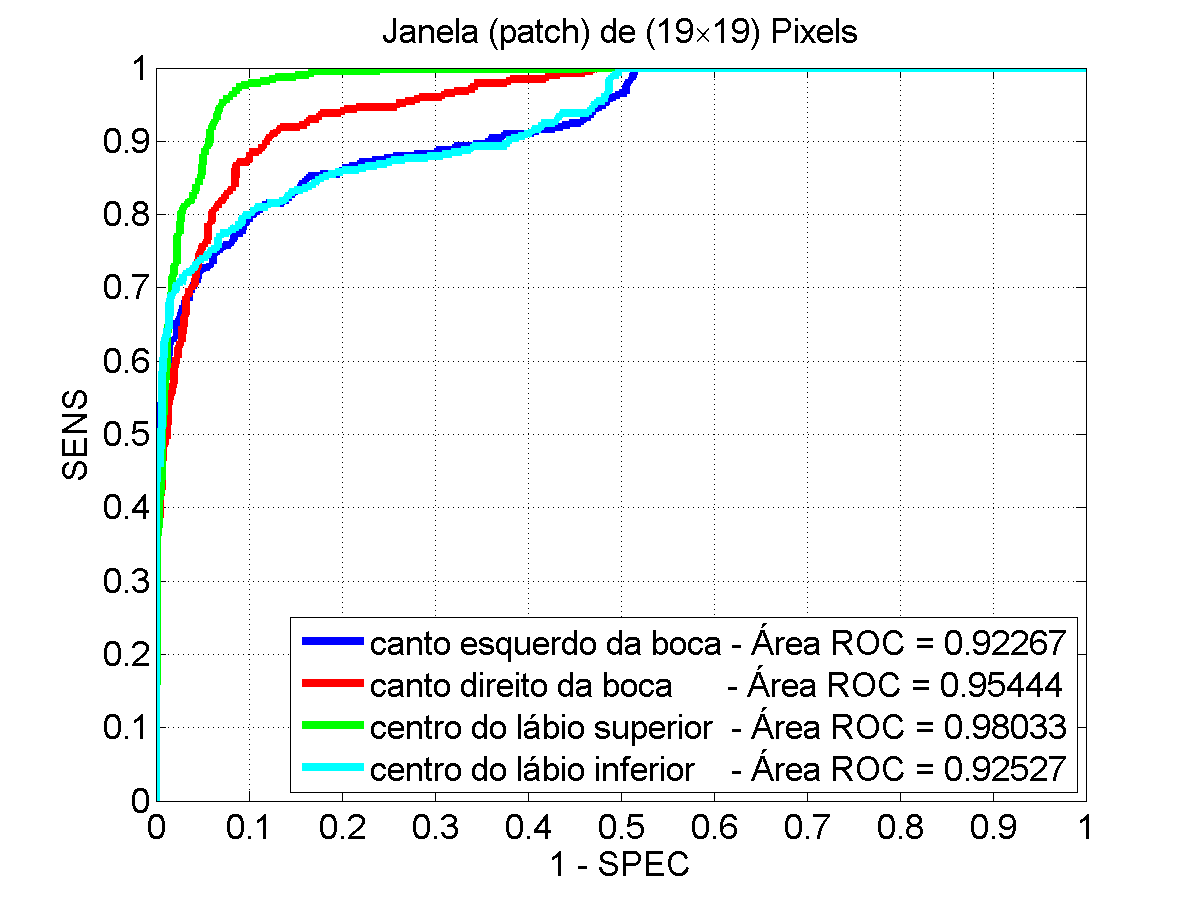 Janela (patch) de (19×19) Pixels
1
0.9
0.8
0.7
0.6
0.5
0.4
0.3
0.2
0.1
0
SENS
canto esquerdo da boca - Área ROC = 0.92267
canto direito da boca - Área ROC = 0.95444
centro do lábio superior - Área ROC = 0.98033
centro do lábio inferior - Área ROC = 0.92527
0 0.1 0.2 0.3 0.4 0.5 0.6 0.7 0.8 0.9 1
1 - SPEC